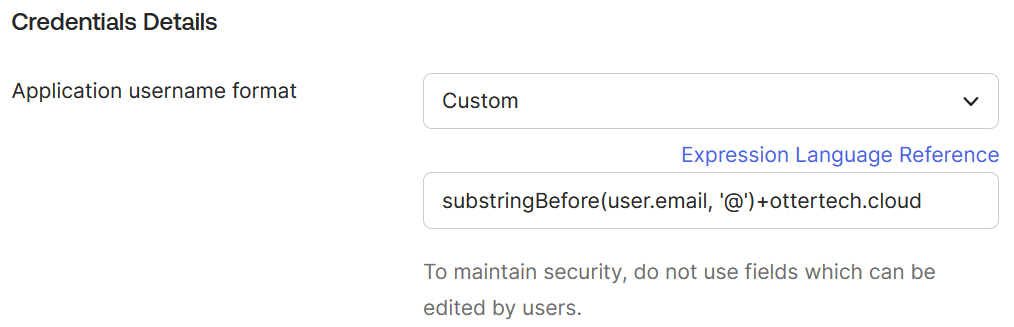 Credentials Details
Application username format
Custom
Expression Language Reference
substringBefore(user.email, '@')+ottertech.cloud
To maintain security, do not use fields which can be
edited by users.